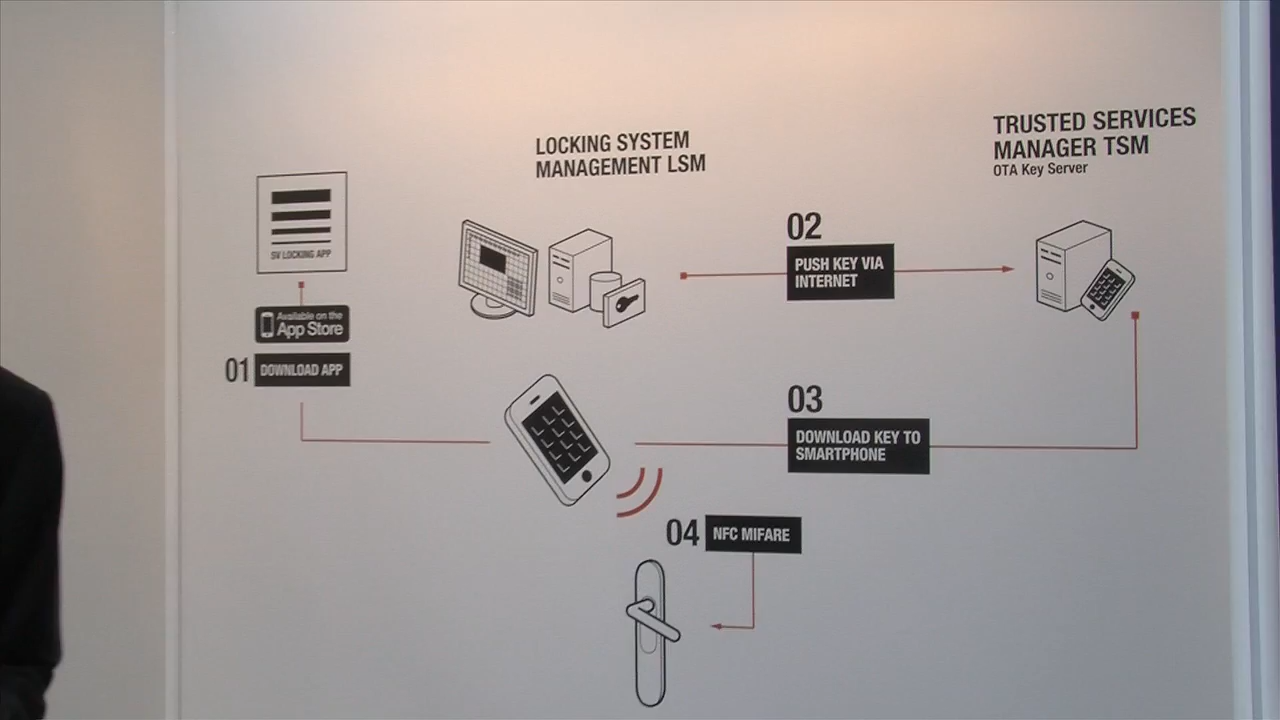 LOCKING SYSTEM
MANAGEMENT LSM
TRUSTED SERVICES
MANAGER TSM
OTA Key Server
SV LOCKING APP
Available on the
App Store
01 DOWNLOAD APP
02
PUSH KEY VIA
INTERNET
03
DOWNLOAD KEY TO
SMARTPHONE
04 NFC MIFARE